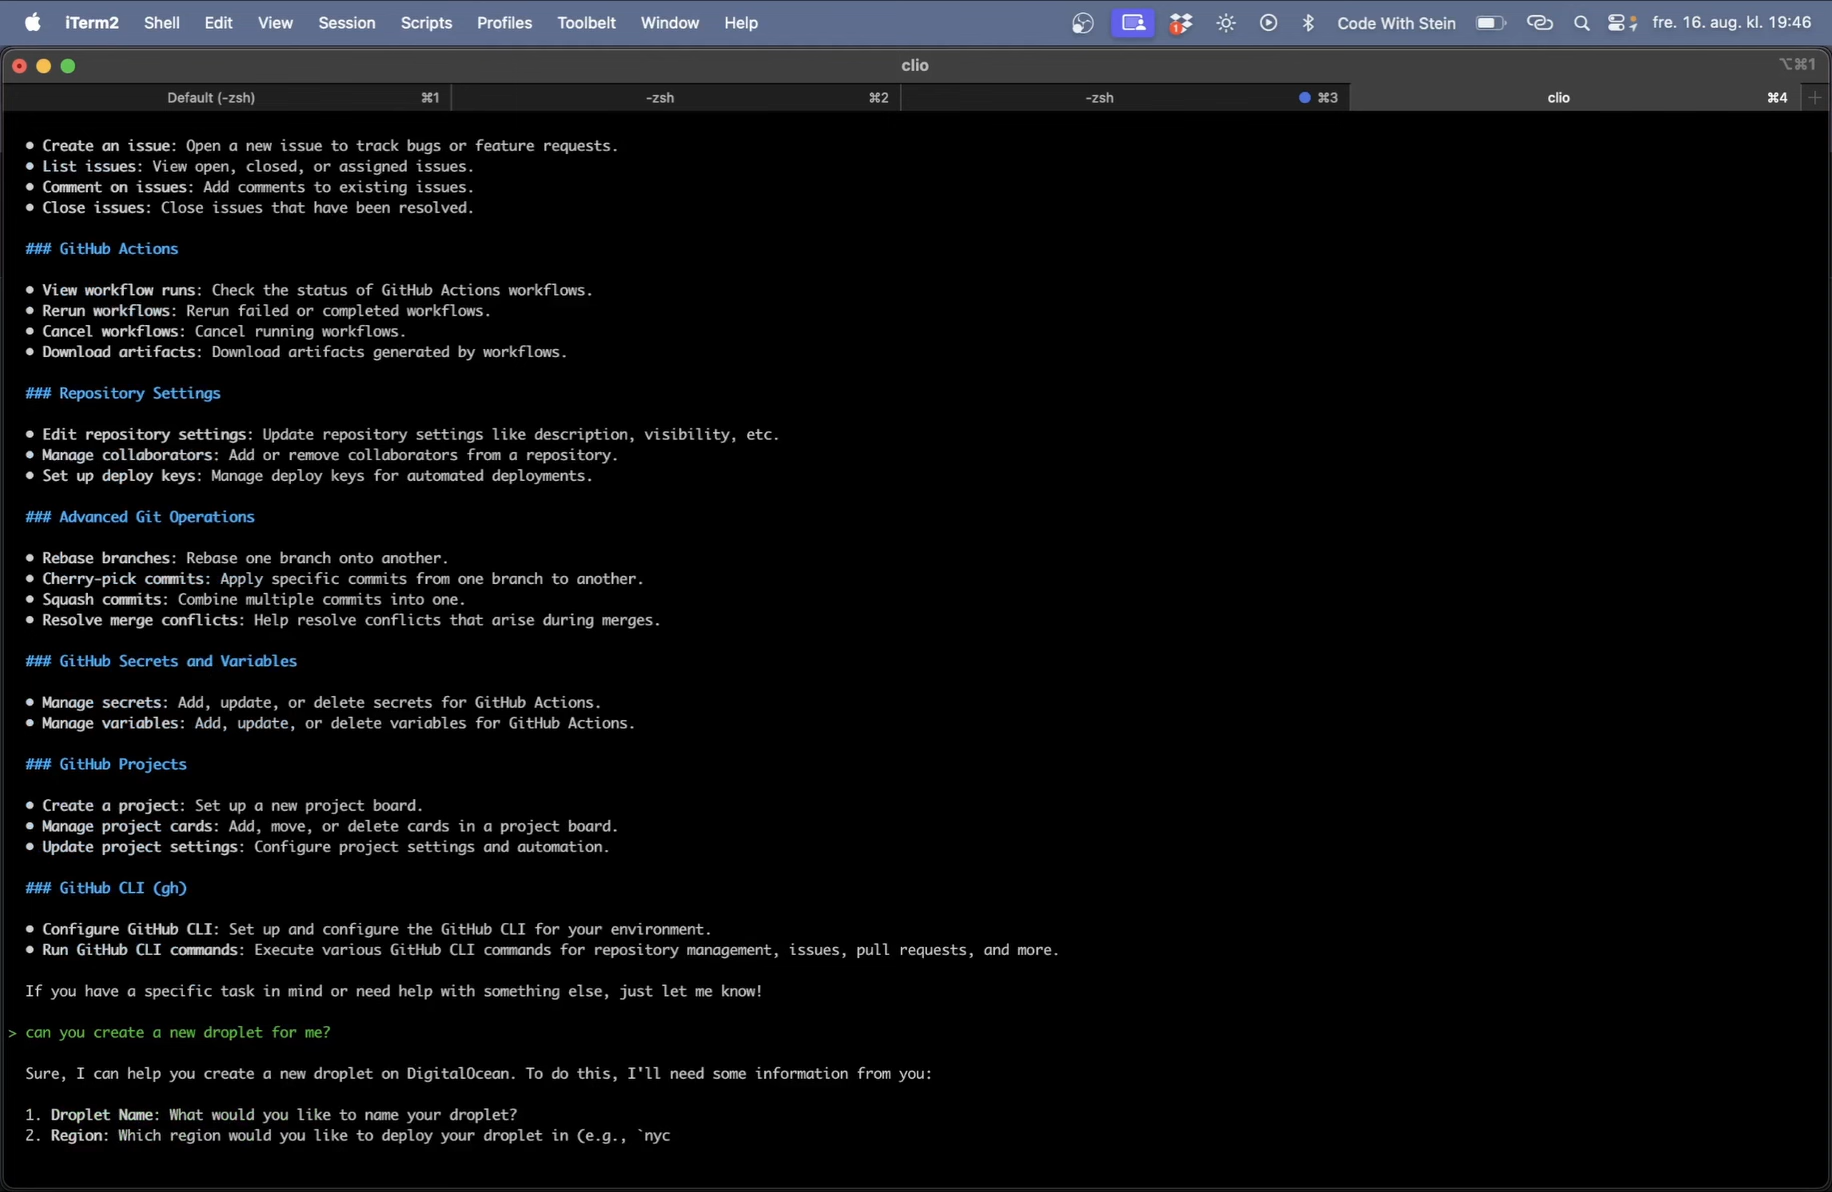 iTerm2 Shell Edit View Session Scripts Profiles Toolbelt Window Help 1 Code With Stein fre. 16. aug. kl. 19:46
clio ⌥⌘1
Default (-zsh) ⌘1 -zsh ⌘2 -zsh ⌘3 clio ⌘4 +
• Create an issue: Open a new issue to track bugs or feature requests.
• List issues: View open, closed, or assigned issues.
• Comment on issues: Add comments to existing issues.
• Close issues: Close issues that have been resolved.
### GitHub Actions
• View workflow runs: Check the status of GitHub Actions workflows.
• Rerun workflows: Rerun failed or completed workflows.
• Cancel workflows: Cancel running workflows.
• Download artifacts: Download artifacts generated by workflows.
### Repository Settings
• Edit repository settings: Update repository settings like description, visibility, etc.
• Manage collaborators: Add or remove collaborators from a repository.
• Set up deploy keys: Manage deploy keys for automated deployments.
### Advanced Git Operations
• Rebase branches: Rebase one branch onto another.
• Cherry-pick commits: Apply specific commits from one branch to another.
• Squash commits: Combine multiple commits into one.
• Resolve merge conflicts: Help resolve conflicts that arise during merges.
### GitHub Secrets and Variables
• Manage secrets: Add, update, or delete secrets for GitHub Actions.
• Manage variables: Add, update, or delete variables for GitHub Actions.
### GitHub Projects
• Create a project: Set up a new project board.
• Manage project cards: Add, move, or delete cards in a project board.
• Update project settings: Configure project settings and automation.
### GitHub CLI (gh)
• Configure GitHub CLI: Set up and configure the GitHub CLI for your environment.
• Run GitHub CLI commands: Execute various GitHub CLI commands for repository management, issues, pull requests, and more.
If you have a specific task in mind or need help with something else, just let me know!
> can you create a new droplet for me?
Sure, I can help you create a new droplet on DigitalOcean. To do this, I'll need some information from you:
1. Droplet Name: What would you like to name your droplet?
2. Region: Which region would you like to deploy your droplet in (e.g., `nyc